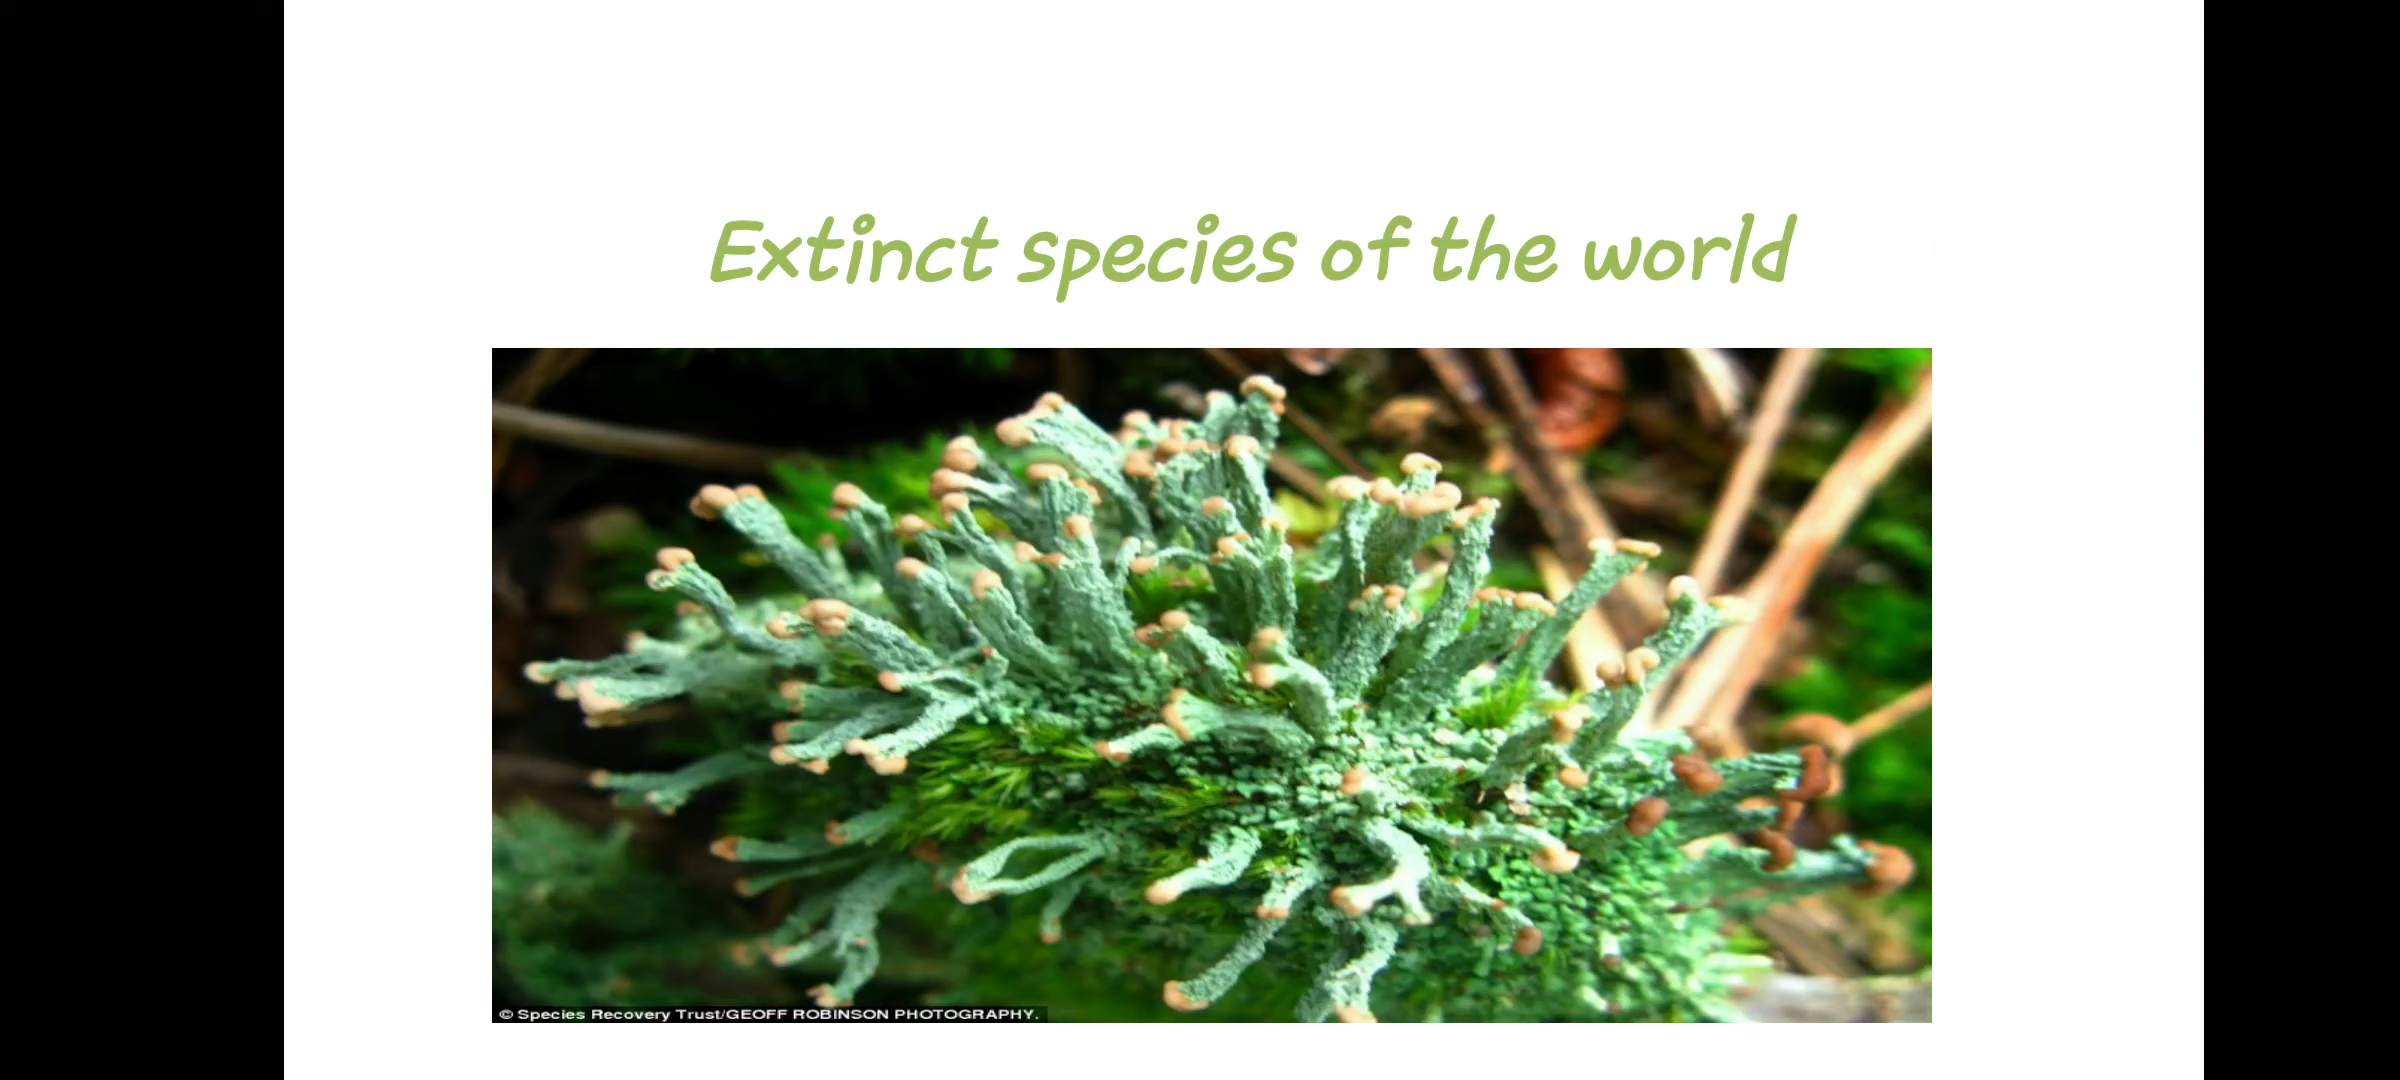 Extinct species of the world
© Species Recovery Trust/GEOFF ROBINSON PHOTOGRAPHY.